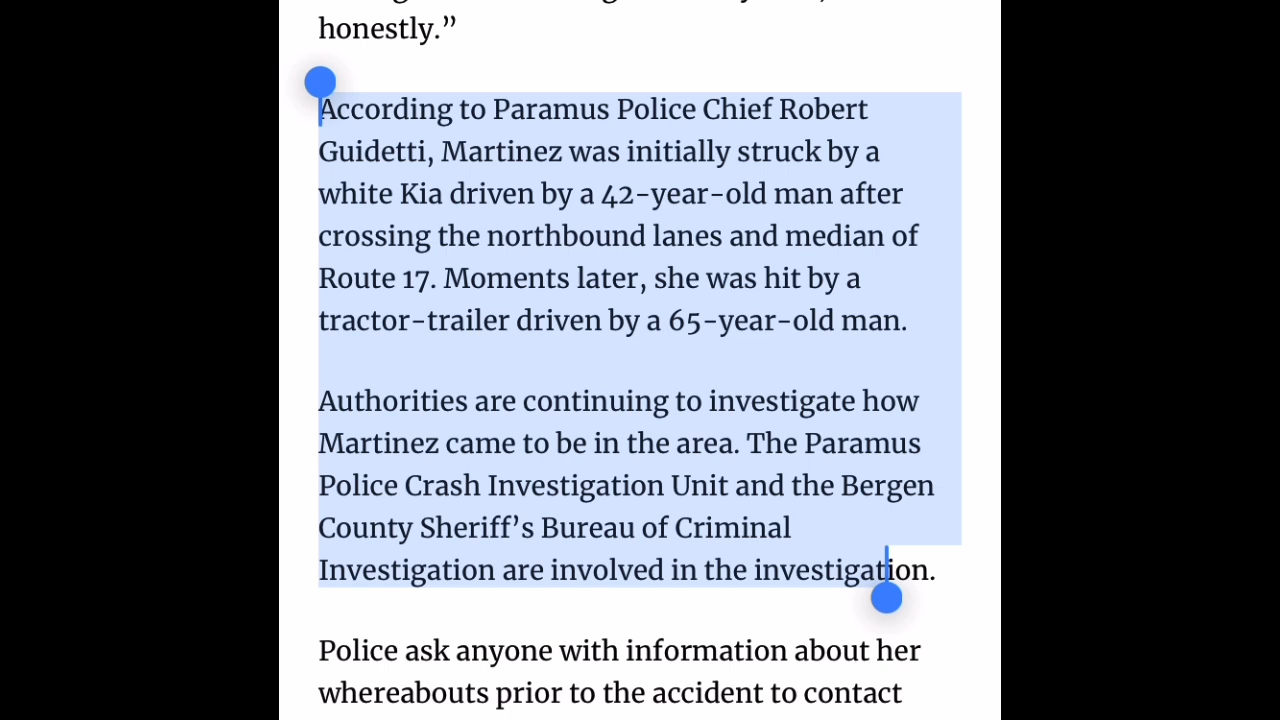 honestly.”
According to Paramus Police Chief Robert
Guidetti, Martinez was initially struck by a
white Kia driven by a 42-year-old man after
crossing the northbound lanes and median of
Route 17. Moments later, she was hit by a
tractor-trailer driven by a 65-year-old man.
Authorities are continuing to investigate how
Martinez came to be in the area. The Paramus
Police Crash Investigation Unit and the Bergen
County Sheriff’s Bureau of Criminal
Investigation are involved in the investigation.
Police ask anyone with information about her
whereabouts prior to the accident to contact